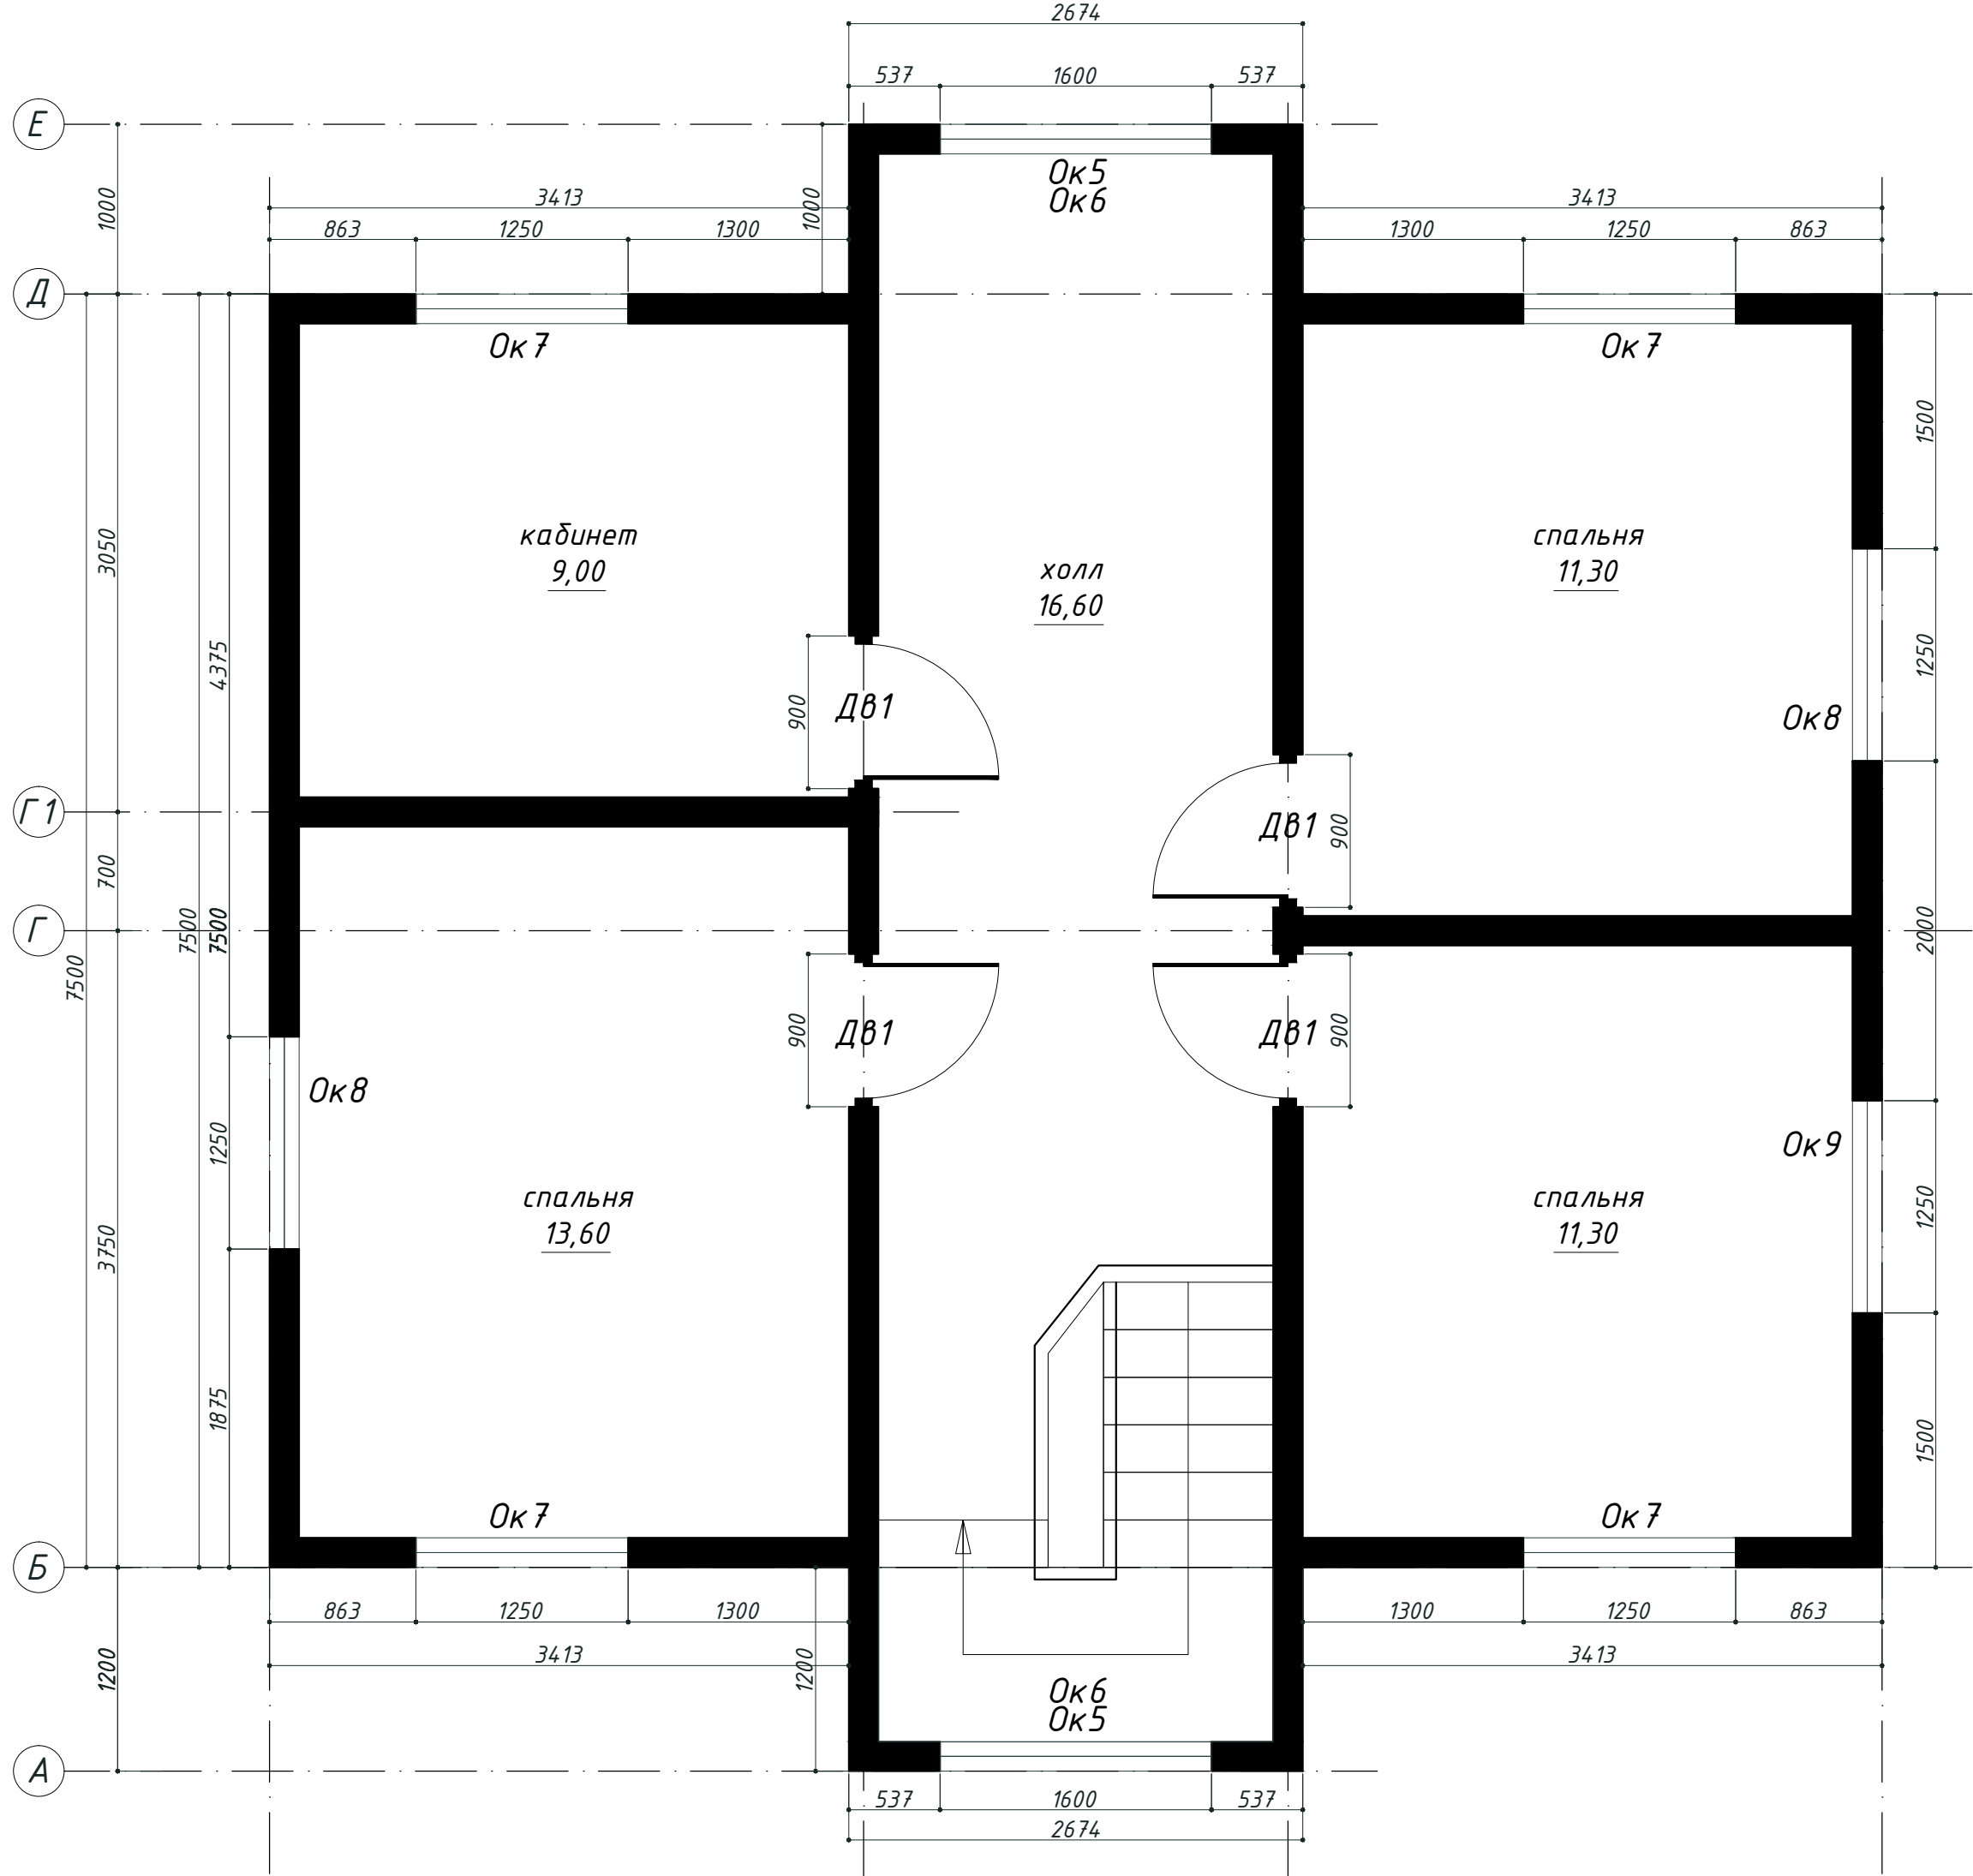 2674
537 1600 537
Е
Ок5
Ок6
1000
3413
1000
3413
863 1250 1300
1300 1250 863
Д
Ок7
Ок7
1500
кабинет
9,00
спальня
11,30
холл
16,60
3050
4375
1250
900
Дв1
Ок8
Г1
Дв1
900
700
7500
7500
7500
Г
2000
900
Дв1
Дв1
900
Ок8
Ок9
1250
спальня
13,60
спальня
11,30
1250
3750
1875
1500
Ок7
Ок7
Б
863 1250 1300
1300 1250 863
3413
3413
1200
1200
Ок6
Ок5
А
537 1600 537
2674